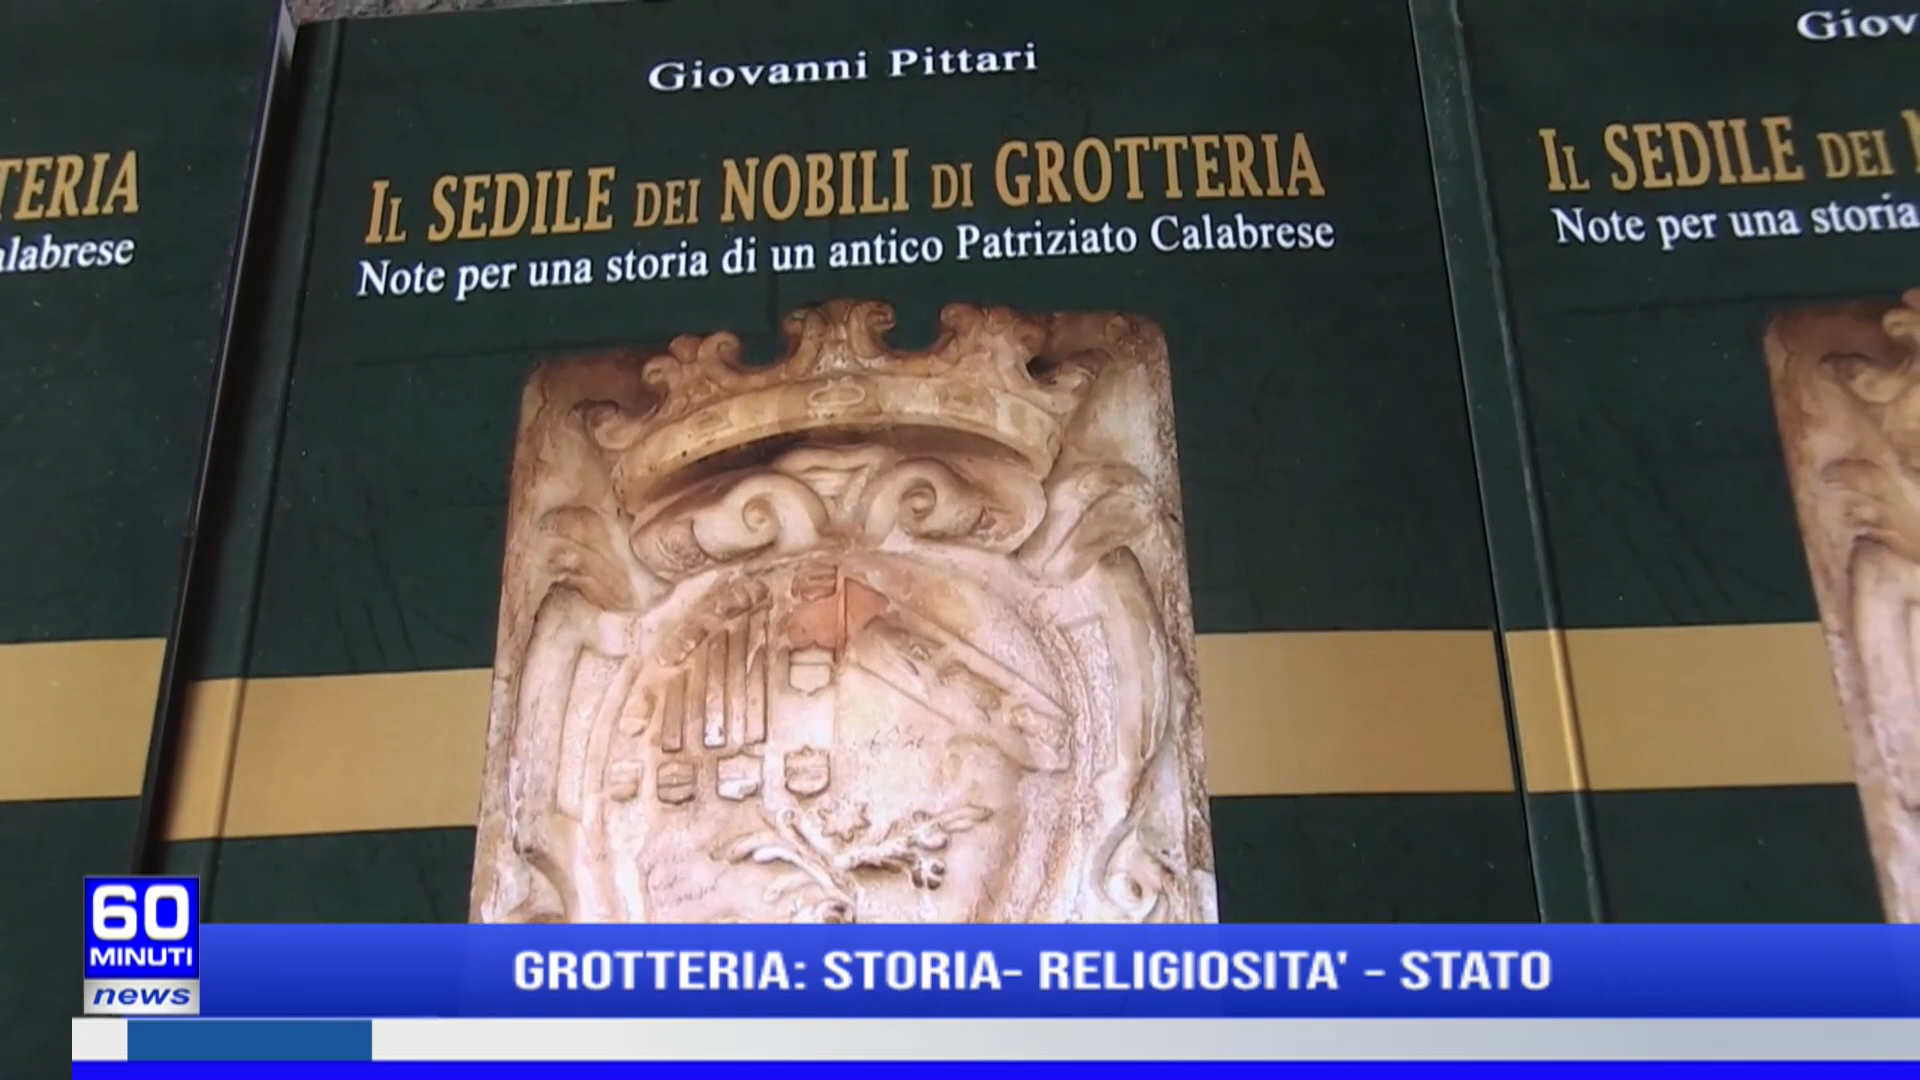 Giovanni Pittari
IL SEDILE DEI NOBILI DI GROTTERIA
Note per una storia di un antico Patriziato Calabrese
TERIA
alabrese
Giov
IL SEDILE DEI
Note per una storia
60
MINUTI
news
GROTTERIA: STORIA- RELIGIOSITA' - STATO